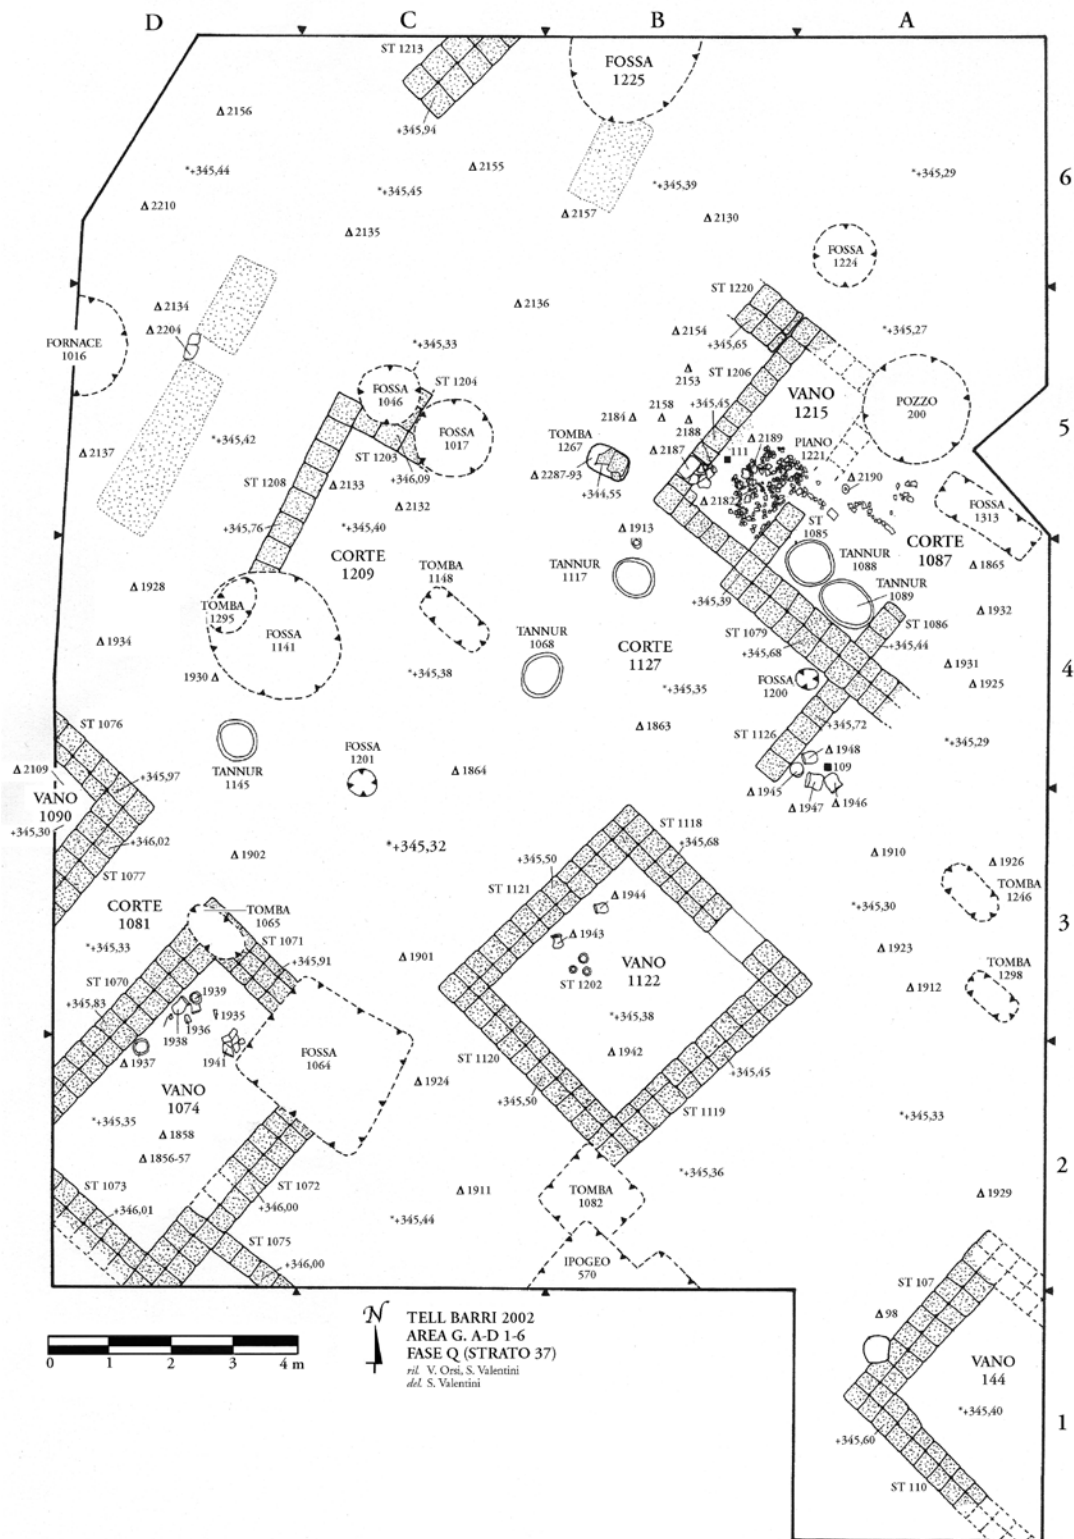 D
C
B
A
ST 1213
FOSSA
1225
+345,94
Δ 2156
*+345,44
Δ 2155
*+345,45
*+345,39
*+345,29
6
Δ 2210
Δ 2157
Δ 2130
Δ 2135
FOSSA
1224
ST 1220
Δ 2134
Δ 2204
Δ 2136
Δ 2154
+345,65
*+345,27
FORNACE
1016
*+345,33
FOSSA
1046
ST 1204
Δ
2153
ST 1206
VANO
1215
POZZO
200
2184 Δ
2158
Δ
+345,45
Δ
2188
5
FOSSA
1017
TOMBA
1267
*+345,42
Δ 2137
ST 1203
Δ 2187
■ 111
Δ 2189
PIANO
1221
ST 1208
Δ 2133
+346,09
Δ 2287-93
+344,55
Δ 2182
Δ 2190
FOSSA
1313
Δ 2132
+345,76
*+345,40
Δ 1913
ST
1085
CORTE
1209
CORTE
1087
TANNUR
1088
Δ 1865
TOMBA
1148
TANNUR
1117
TANNUR
1089
Δ 1928
+345,39
TOMBA
1295
FOSSA
1141
Δ 1932
ST 1086
Δ 1934
TANNUR
1068
CORTE
1127
ST 1079
+345,68
+345,44
1930 Δ
*+345,38
FOSSA
1200
Δ 1931
Δ 1925
4
*+345,35
ST 1076
Δ 1863
+345,72
ST 1126
*+345,29
TANNUR
1145
FOSSA
1201
Δ 1864
Δ 1948
■ 109
Δ 2109
+345,97
VANO
1090
Δ 1945
Δ 1947
Δ 1946
+345,30
+346,02
ST 1118
+345,68
Δ 1902
*+345,32
+345,50
Δ 1910
Δ 1926
ST 1077
ST 1121
Δ 1944
TOMBA
1246
CORTE
1081
TOMBA
1065
*+345,30
3
*+345,33
ST 1071
Δ 1943
Δ 1923
+345,91
Δ 1901
VANO
1122
TOMBA
1298
ST 1070
ST 1202
Δ 1912
+345,83
1939
1935
1936
1938
*+345,38
1941
Δ 1937
FOSSA
1064
ST 1120
Δ 1942
Δ 1924
+345,45
VANO
1074
+345,50
ST 1119
*+345,35
*+345,33
Δ 1858
Δ 1856-57
2
*+345,36
ST 1073
ST 1072
Δ 1911
TOMBA
1082
Δ 1929
+346,01
+346,00
*+345,44
ST 1075
+346,00
IPOGEO
570
ST 107
N
TELL BARRI 2002
AREA G. A-D 1-6
FASE Q (STRATO 37)
ril. V. Orsi, S. Valentini
del. S. Valentini
0 1 2 3 4 m
Δ 98
VANO
144
*+345,40
1
+345,60
ST 110